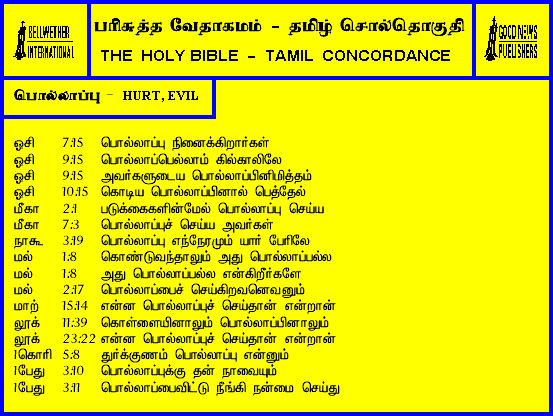 BELLWETHER
INTERNATIONAL
பரிசுத்த வேதாகமம் - தமிழ் சொல்தொகுதி
THE HOLY BIBLE - TAMIL CONCORDANCE
GOOD NEWS
PUBLISHERS
பொல்லாப்பு - HURT, EVIL
ஓசி 7:15 பொல்லாப்பு நினைக்கிறார்கள்
ஓசி 9:15 பொல்லாப்பெல்லாம் கில்காலிலே
ஓசி 9:15 அவர்களுடைய பொல்லாப்பினிமித்தம்
ஓசி 10:15 கொடிய பொல்லாப்பினால் பெத்தேல்
மீகா 2:1 படுக்கைகளின்மேல் பொல்லாப்பு செய்ய
மீகா 7:3 பொல்லாப்புச் செய்ய அவர்கள்
நாகூ 3:19 பொல்லாப்பு எந்நேரமும் யார் பேரிலே
மல் 1:8 கொண்டுவந்தாலும் அது பொல்லாப்பல்ல
மல் 1:8 அது பொல்லாப்பல்ல என்கிறீர்களே
மல் 2:17 பொல்லாப்பைச் செய்கிறவனெவனும்
மாற் 15:14 என்ன பொல்லாப்புச் செய்தான் என்றான்
லூக் 11:39 கொள்ளையினாலும் பொல்லாப்பினாலும்
லூக் 23:22 என்ன பொல்லாப்புச் செய்தான் என்றான்
1கொரி 5:8 துர்க்குணம் பொல்லாப்பு என்னும்
1பேது 3:10 பொல்லாப்புக்கு தன் நாவையும்
1பேது 3:11 பொல்லாப்பைவிட்டு நீங்கி நன்மை செய்து